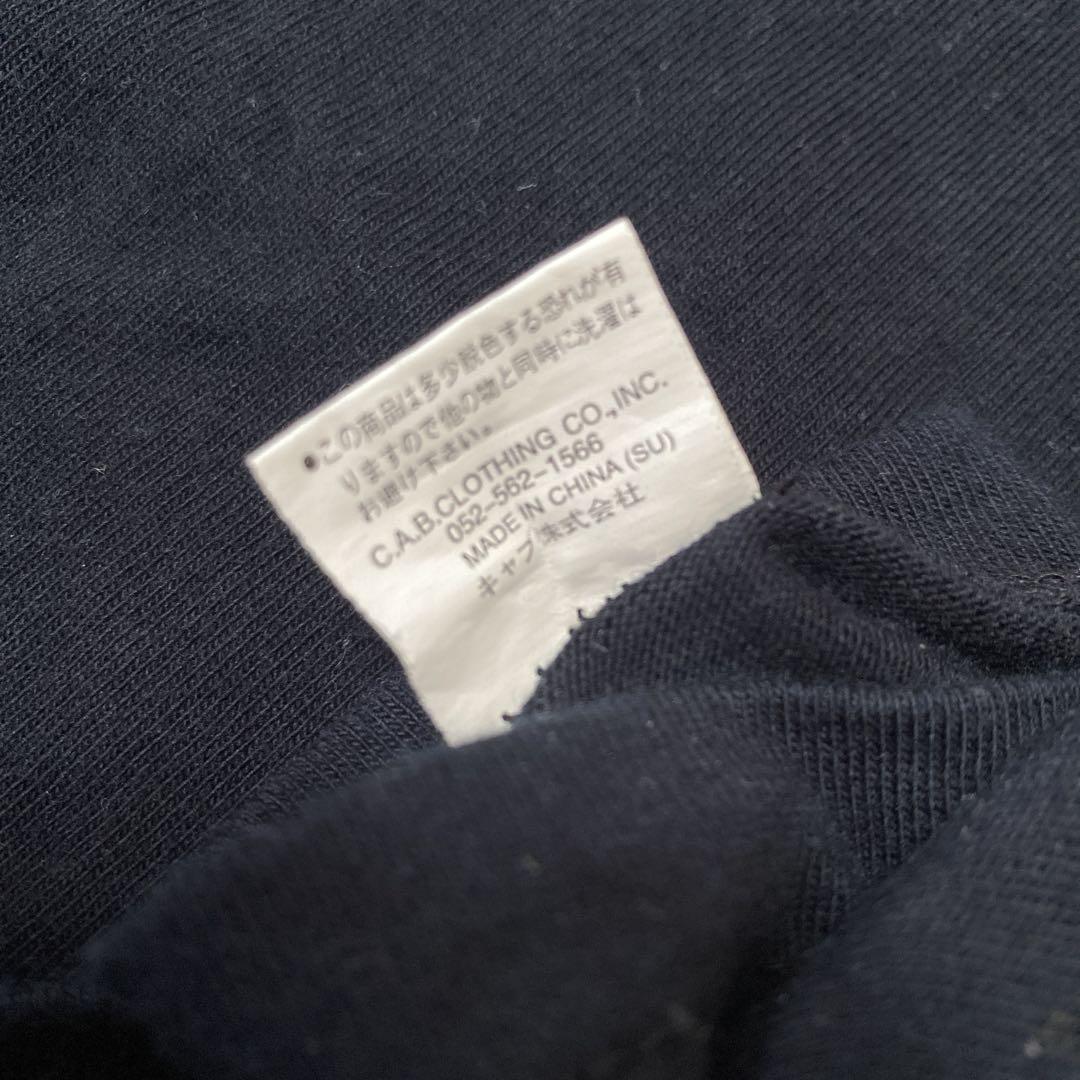 •この商品は多少脱色する恐れが有
りますので他の物と同時に洗濯は
お避け下さい。
C.A.B.CLOTHING CO.,INC.
052-562-1566
MADE IN CHINA (SU)
キャブ株式会社